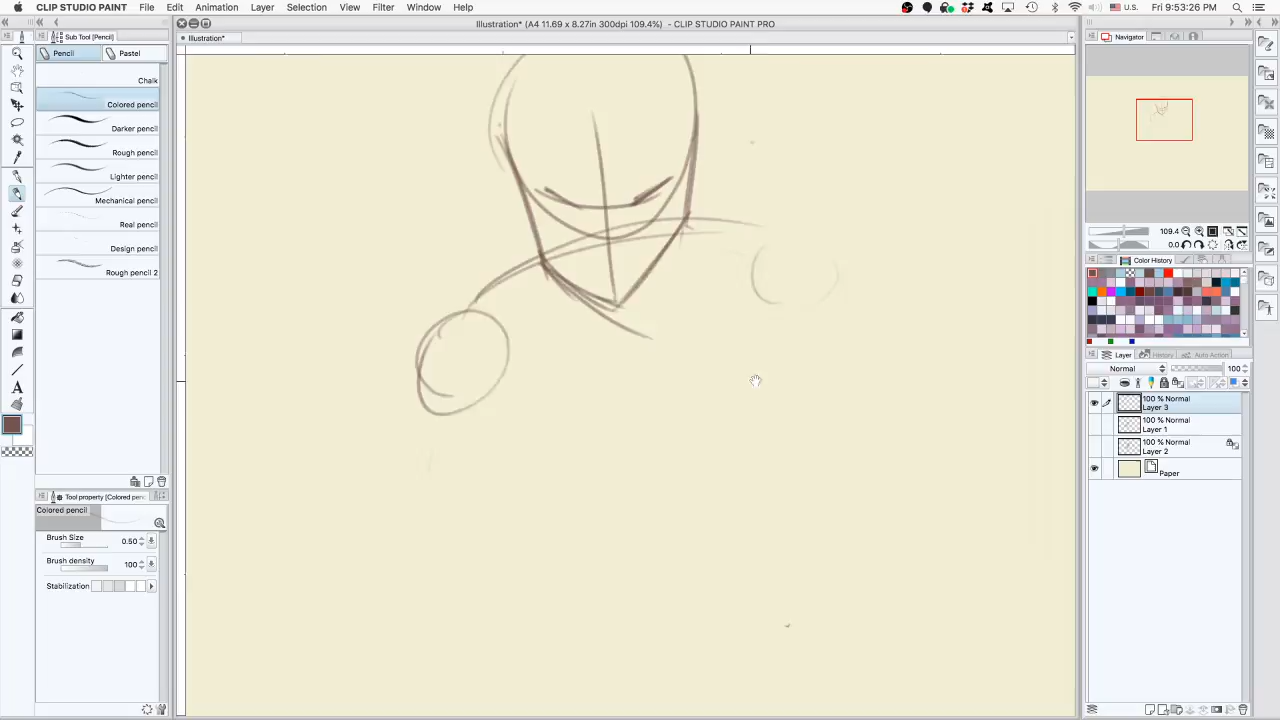 CLIP STUDIO PAINT File Edit Animation Layer Selection View Filter Window Help U.S. Fri 9:53:26 PM
Sub Tool [Pencil] Illustration* (A4 11.69 x 8.27in 300dpi 109.4%) - CLIP STUDIO PAINT PRO
Illustration* Navigator
Pencil Pastel
Chalk
Colored pencil
Darker pencil
Rough pencil
Lighter pencil
Mechanical pencil
Real pencil
Design pencil
Rough pencil 2
109.4
0.0
Color History
Layer History Auto Action
Normal 100
100 % Normal
Layer 3
100 % Normal
Layer 1
100 % Normal
Layer 2
Paper
A
Tool property [Colored penc
Colored pencil
Brush Size 0.50
Brush density 100
Stabilization